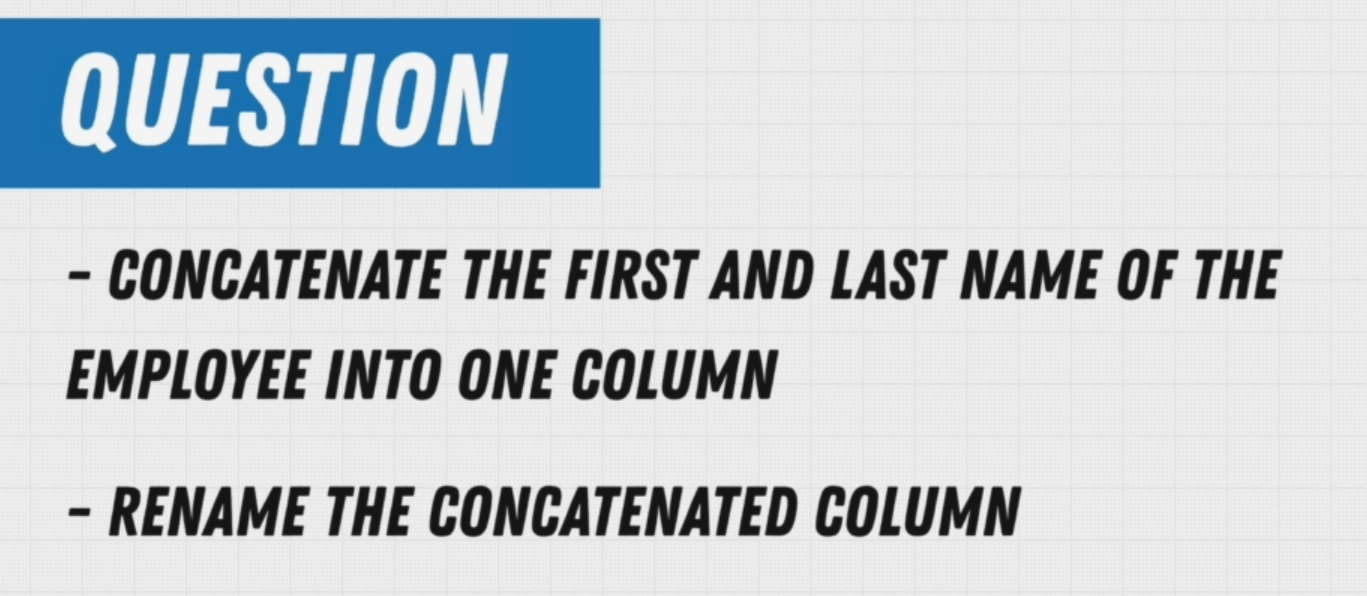 QUESTION
- CONCATENATE THE FIRST AND LAST NAME OF THE
EMPLOYEE INTO ONE COLUMN
- RENAME THE CONCATENATED COLUMN